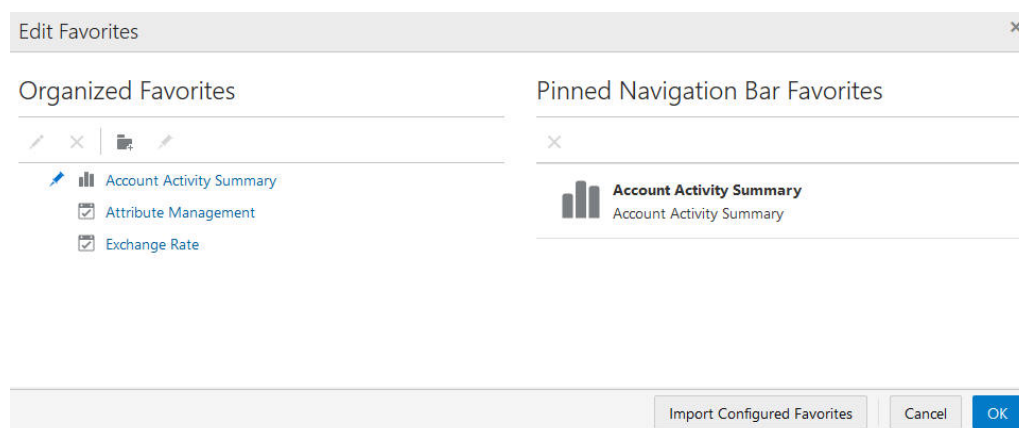 Edit Favorites
Organized Favorites
Account Activity Summary
Attribute Management
Exchange Rate
Pinned Navigation Bar Favorites
Account Activity Summary
Account Activity Summary
Import Configured Favorites
Cancel
OK